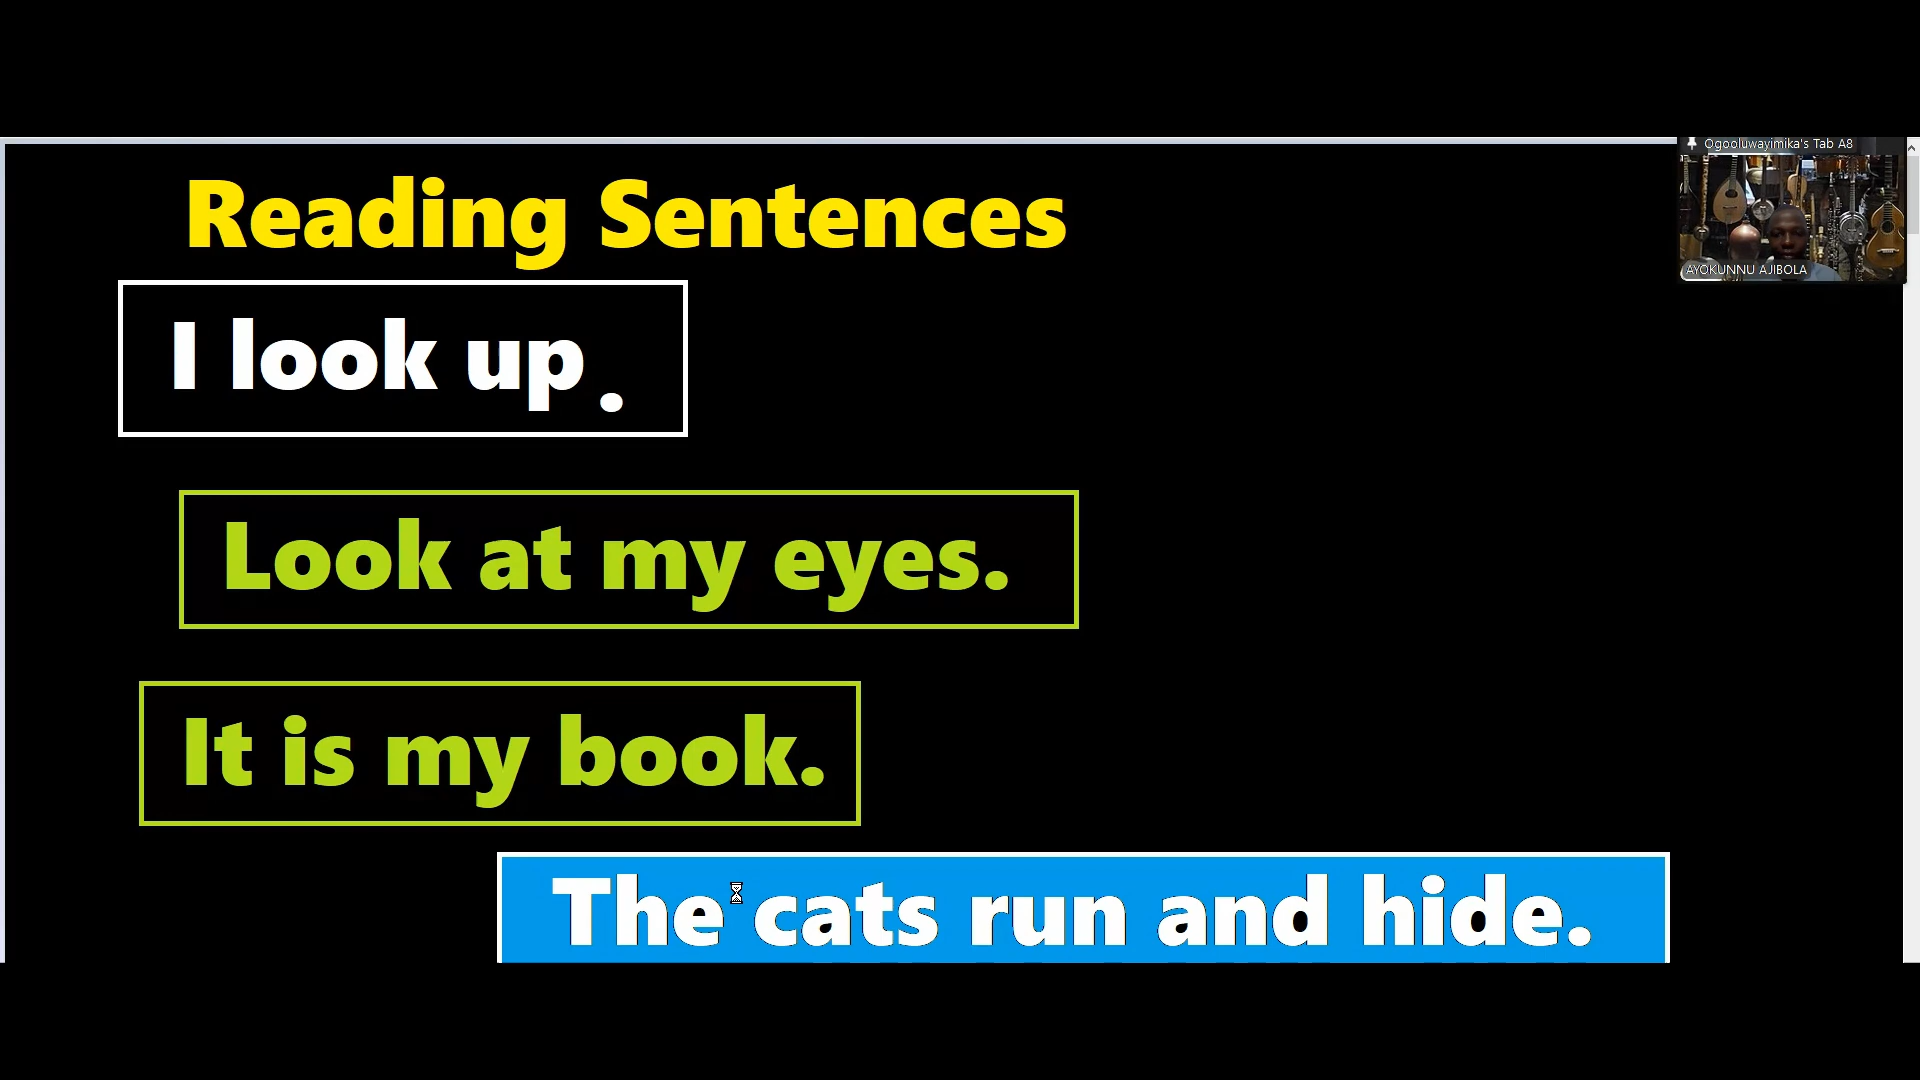 Ogooluwayimika's Tab A8
Reading Sentences
AYOKUNNU AJIBOLA
I look up.
Look at my eyes.
It is my book.
The cats run and hide.